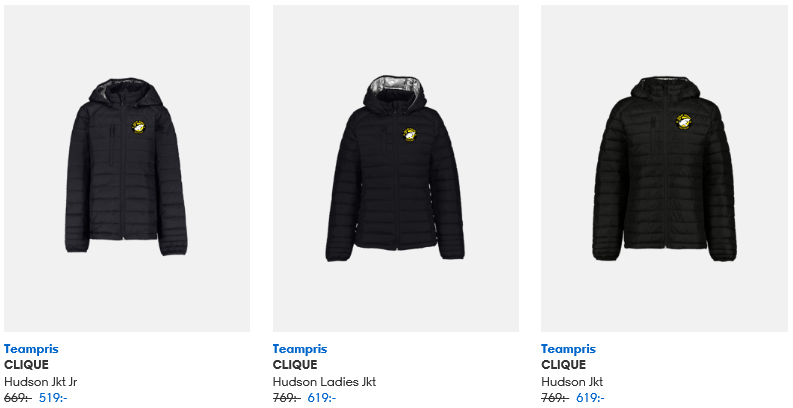 Teampris
CLIQUE
Hudson Jkt Jr
669:- 519:-
Teampris
CLIQUE
Hudson Ladies Jkt
769:- 619:-
Teampris
CLIQUE
Hudson Jkt
769:- 619:-